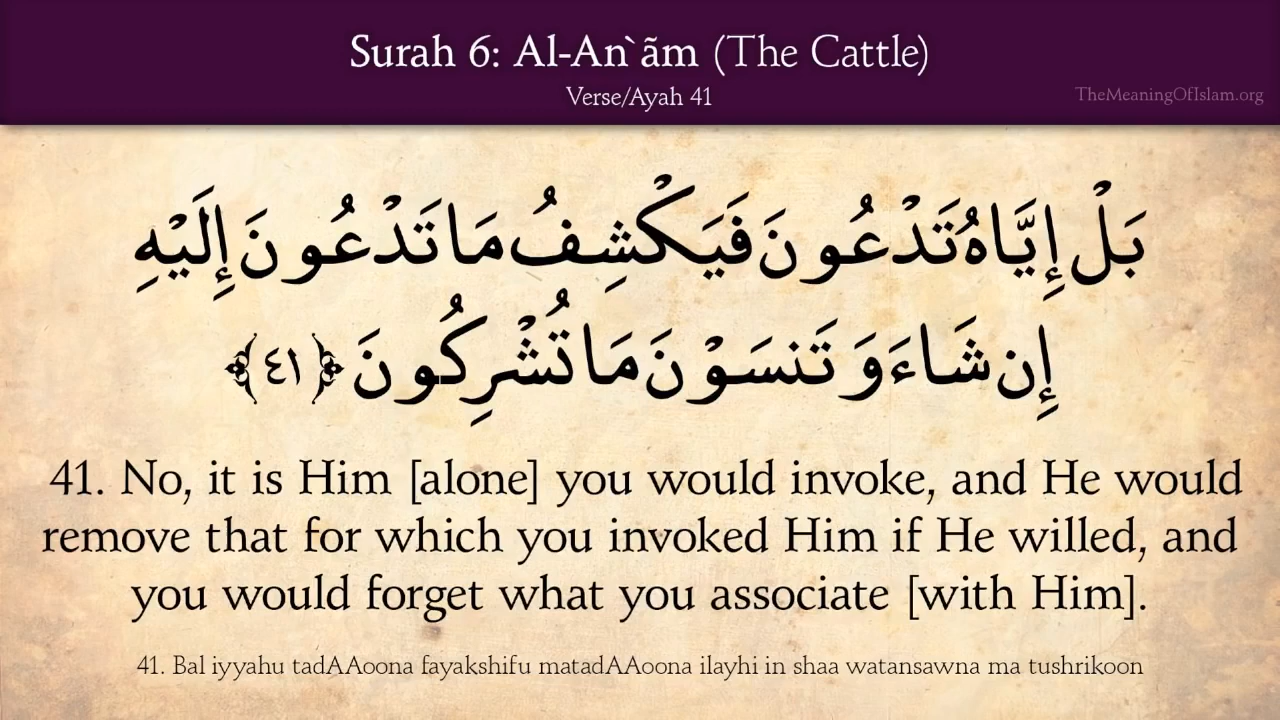 Surah 6: Al-An`ãm (The Cattle)
Verse/Ayah 41
TheMeaningOfIslam.org
بَلْ إِيَّاهُ تَدْعُونَ فَيَكْشِفُ مَا تَدْعُونَ إِلَيْهِ
إِن شَاءَ وَتَنسَوْنَ مَا تُشْرِكُونَ ﴿٤١﴾
41. No, it is Him [alone] you would invoke, and He would
remove that for which you invoked Him if He willed, and
you would forget what you associate [with Him].
41. Bal iyyahu tadAAoona fayakshifu matadAAoona ilayhi in shaa watansawna ma tushrikoon